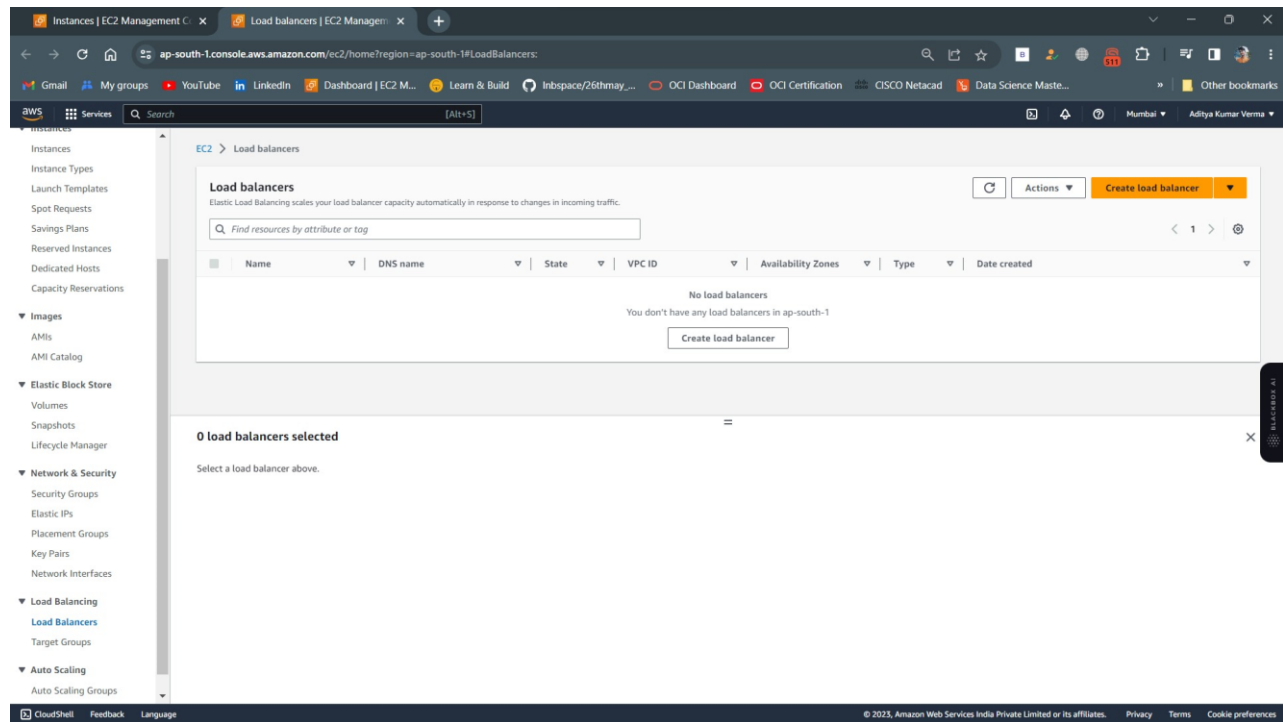 Instances | EC2 Management C
Load balancers | EC2 Managem
ap-south-1.console.aws.amazon.com/ec2/home?region=ap-south-1#LoadBalancers:
511
Gmail My groups YouTube LinkedIn Dashboard | EC2 M... Learn & Build Inbspace/26thmay_... OCI Dashboard OCI Certification CISCO Netacad Data Science Maste... » Other bookmarks
aws Services Search [Alt+S] Mumbai Aditya Kumar Verma
Instances
Instances
Instance Types
Launch Templates
Spot Requests
Savings Plans
Reserved Instances
Dedicated Hosts
Capacity Reservations
Images
AMIs
AMI Catalog
Elastic Block Store
Volumes
Snapshots
Lifecycle Manager
Network & Security
Security Groups
Elastic IPs
Placement Groups
Key Pairs
Network Interfaces
Load Balancing
Load Balancers
Target Groups
Auto Scaling
Auto Scaling Groups
EC2 > Load balancers
Load balancers
Elastic Load Balancing scales your load balancer capacity automatically in response to changes in incoming traffic.
Actions
Create load balancer
Find resources by attribute or tag
< 1 >
Name DNS name State VPC ID Availability Zones Type Date created
No load balancers
You don't have any load balancers in ap-south-1
Create load balancer
BLACKBOX AI
0 load balancers selected
Select a load balancer above.
CloudShell Feedback Language © 2023, Amazon Web Services India Private Limited or its affiliates. Privacy Terms Cookie preferences